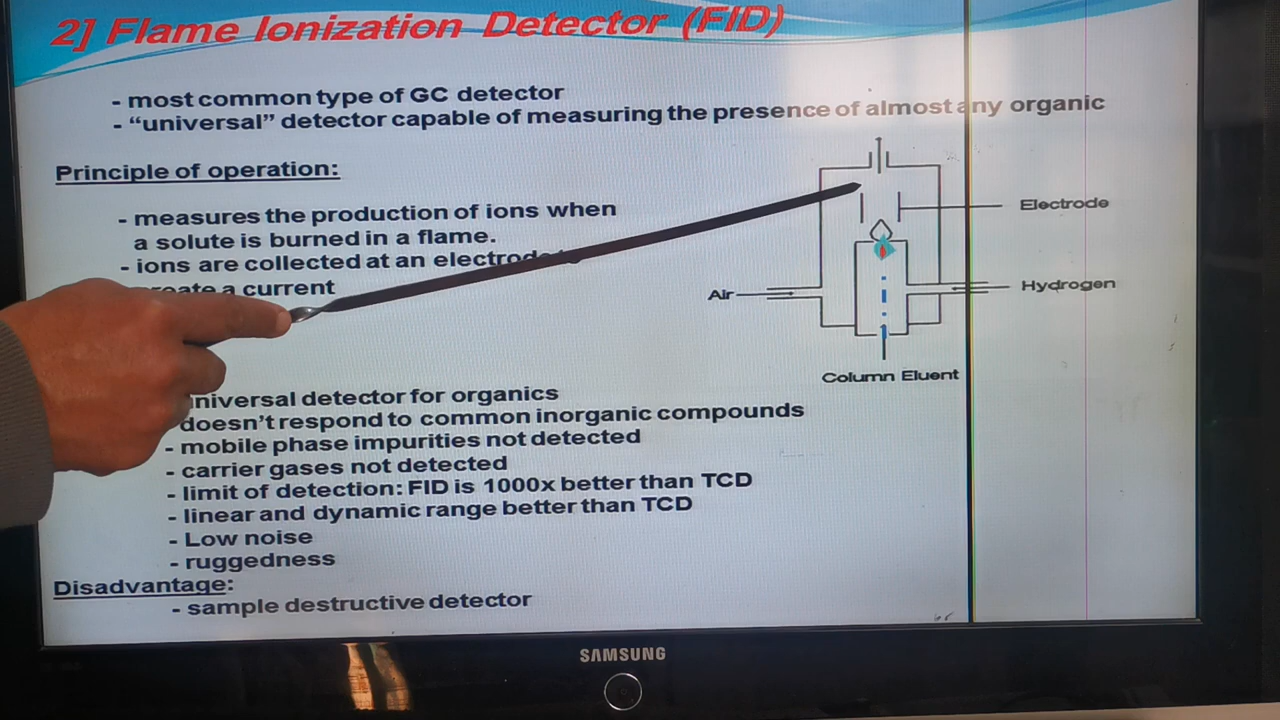 2] Flame Ionization Detector (FID)
- most common type of GC detector
- “universal” detector capable of measuring the presence of almost any organic
Principle of operation:
- measures the production of ions when
a solute is burned in a flame.
- ions are collected at an
a current
Electrode
Air
Hydrogen
Column Eluent
detector for organics
doesn’t respond to common inorganic compounds
- mobile phase impurities not detected
- carrier gases not detected
- limit of detection: FID is 1000x better than TCD
- linear and dynamic range better than TCD
- Low noise
- ruggedness
Disadvantage:
- sample destructive detector
SAMSUNG